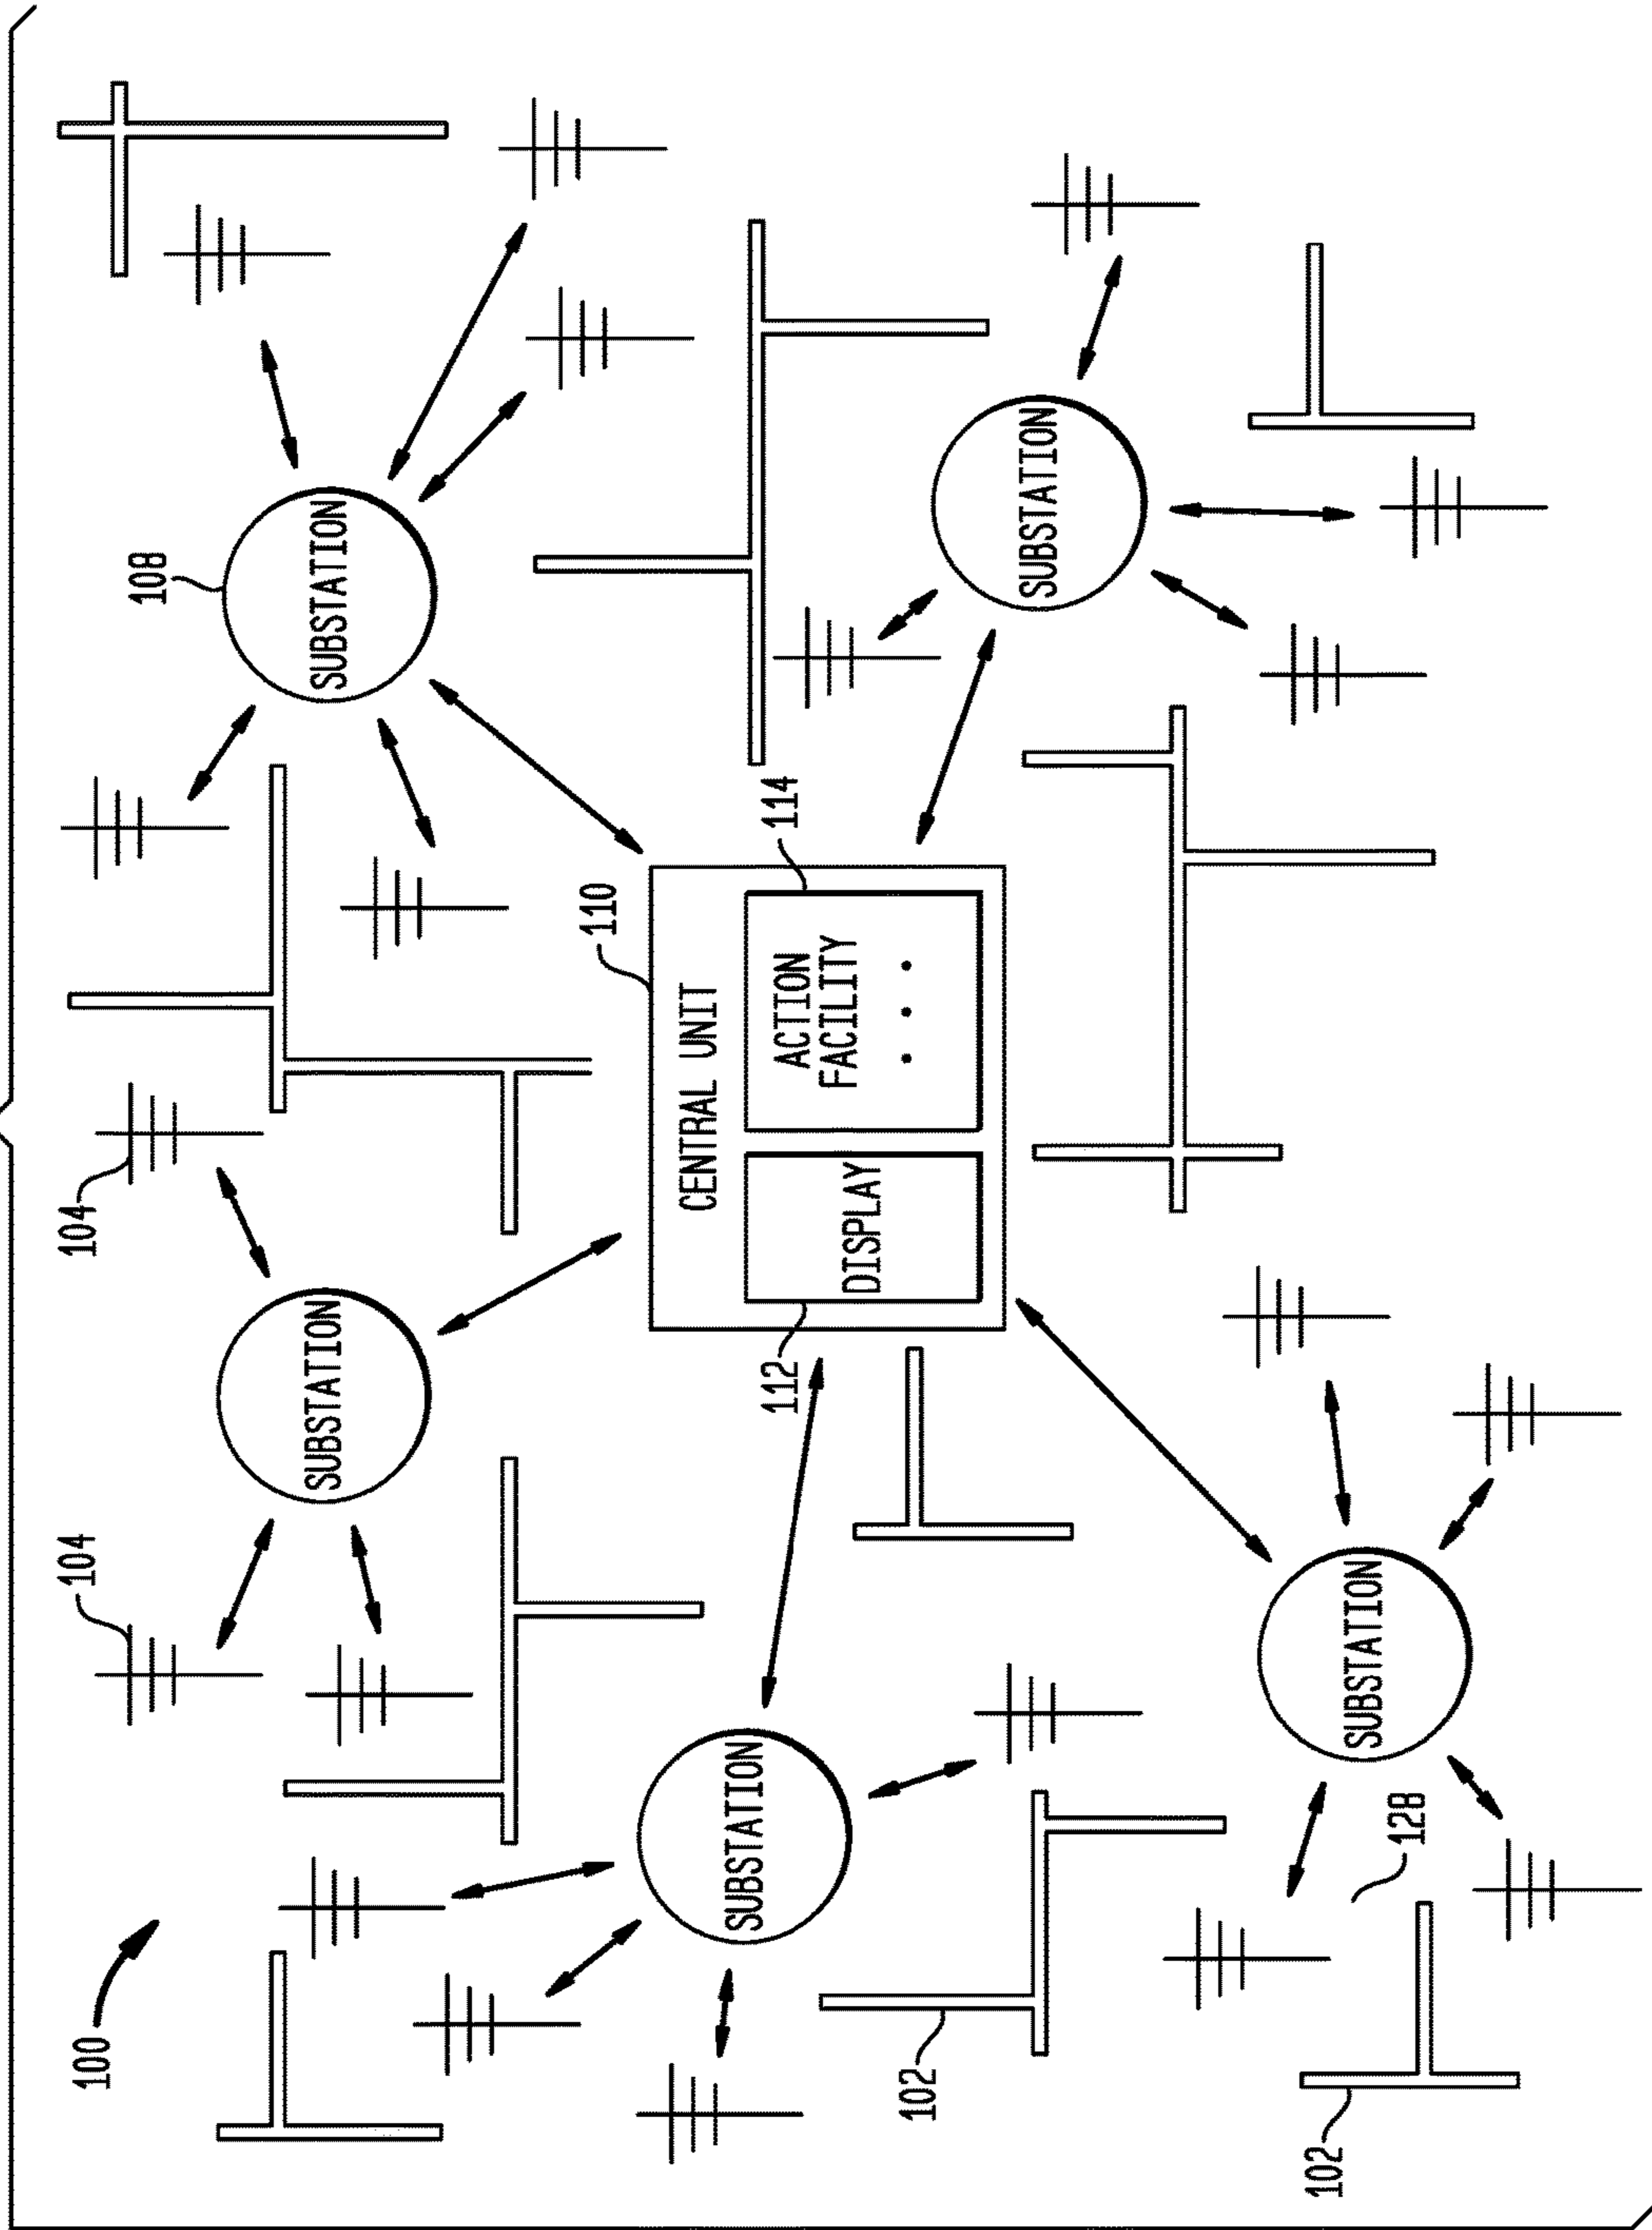 100
104
104
108
SUBSTATION
SUBSTATION
110
CENTRAL UNIT
SUBSTATION
112
DISPLAY
ACTION
FACILITY
114
102
SUBSTATION
102
SUBSTATION
128